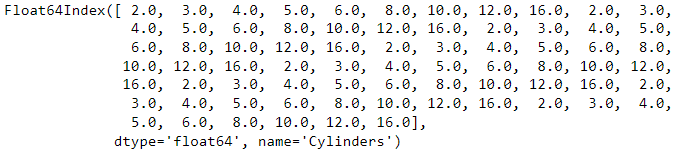 Float64Index([ 2.0, 3.0, 4.0, 5.0, 6.0, 8.0, 10.0, 12.0, 16.0, 2.0, 3.0,
4.0, 5.0, 6.0, 8.0, 10.0, 12.0, 16.0, 2.0, 3.0, 4.0, 5.0,
6.0, 8.0, 10.0, 12.0, 16.0, 2.0, 3.0, 4.0, 5.0, 6.0, 8.0,
10.0, 12.0, 16.0, 2.0, 3.0, 4.0, 5.0, 6.0, 8.0, 10.0, 12.0,
16.0, 2.0, 3.0, 4.0, 5.0, 6.0, 8.0, 10.0, 12.0, 16.0, 2.0,
3.0, 4.0, 5.0, 6.0, 8.0, 10.0, 12.0, 16.0, 2.0, 3.0, 4.0,
5.0, 6.0, 8.0, 10.0, 12.0, 16.0],
dtype='float64', name='Cylinders')